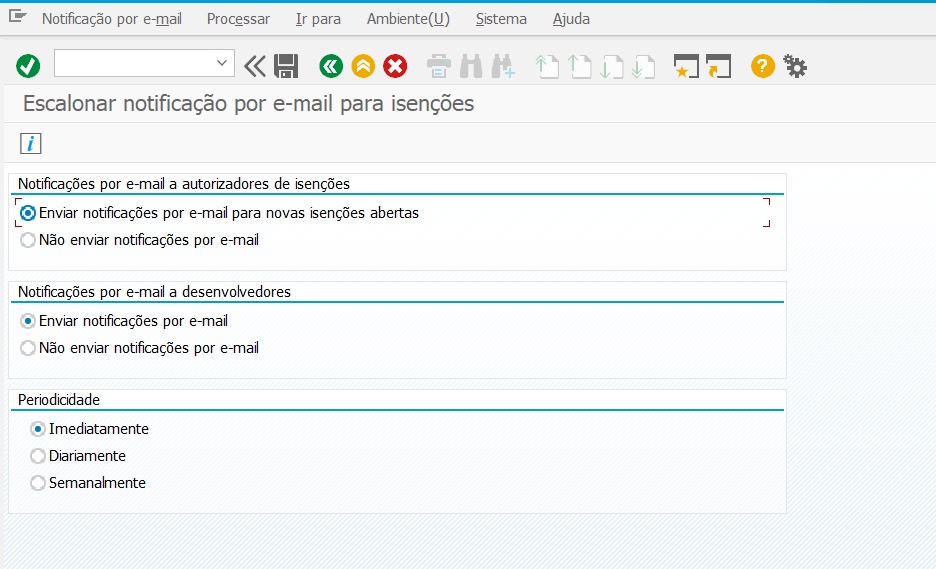 Notificação por e-mail Processar Ir para Ambiente(U) Sistema Ajuda
Escalonar notificação por e-mail para isenções
i
Notificações por e-mail a autorizadores de isenções
Enviar notificações por e-mail para novas isenções abertas
Não enviar notificações por e-mail
Notificações por e-mail a desenvolvedores
Enviar notificações por e-mail
Não enviar notificações por e-mail
Periodicidade
Imediatamente
Diariamente
Semanalmente